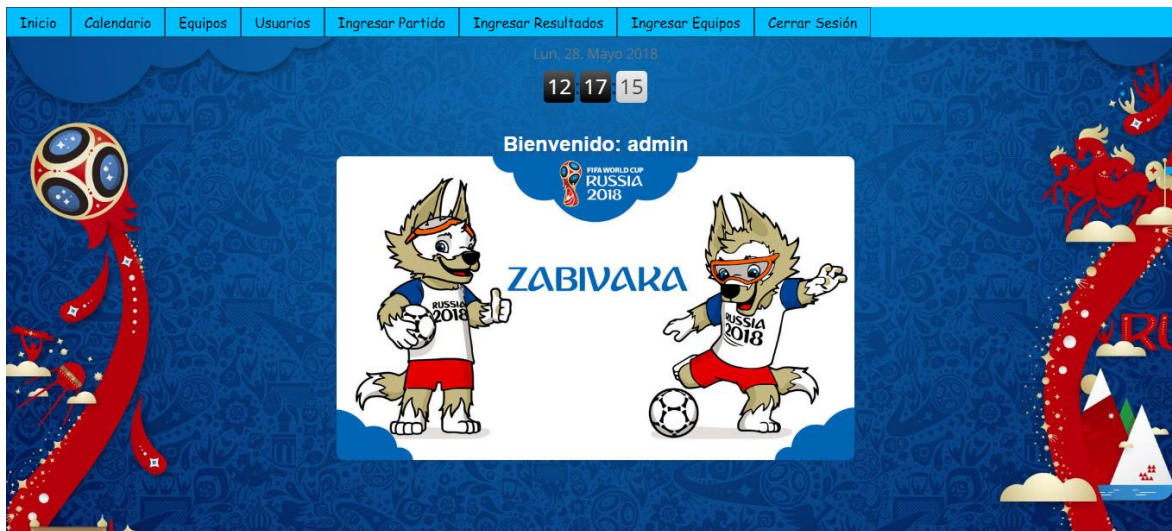 Inicio Calendario Equipos Usuarios Ingresar Partido Ingresar Resultados Ingresar Equipos Cerrar Sesión
Lun, 28. Mayo 2018
12:17:15
Bienvenido: admin
FIFA WORLD CUP
RUSSIA
2018
ZABIVAKA
RUSSIA
2018
RUSSIA
2018
RU